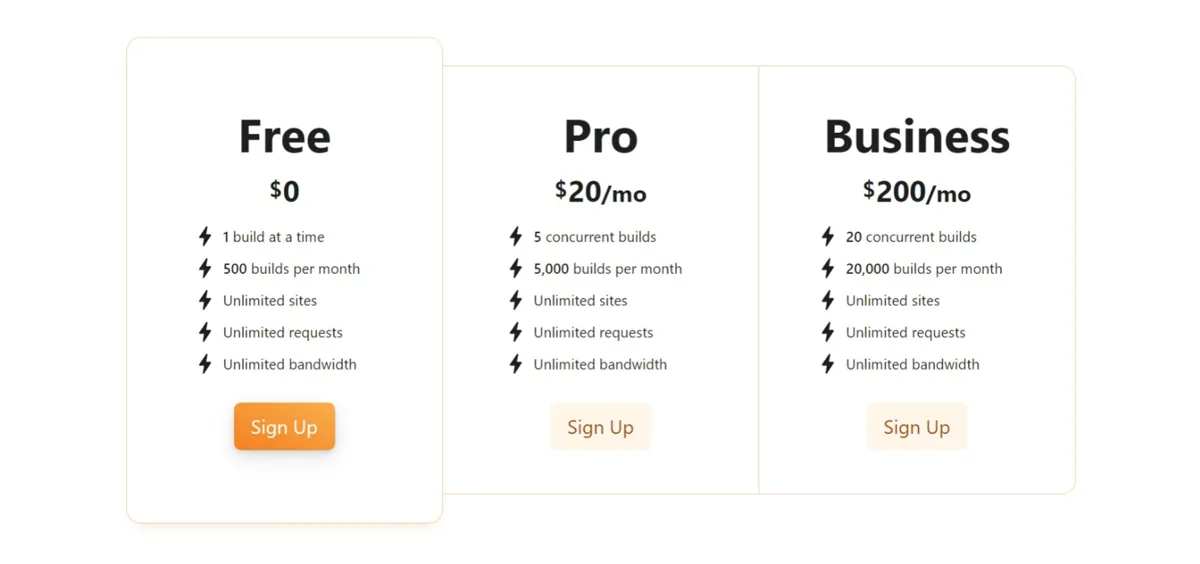 Free
$0
1 build at a time
500 builds per month
Unlimited sites
Unlimited requests
Unlimited bandwidth
Sign Up
Pro
$20/mo
5 concurrent builds
5,000 builds per month
Unlimited sites
Unlimited requests
Unlimited bandwidth
Sign Up
Business
$200/mo
20 concurrent builds
20,000 builds per month
Unlimited sites
Unlimited requests
Unlimited bandwidth
Sign Up